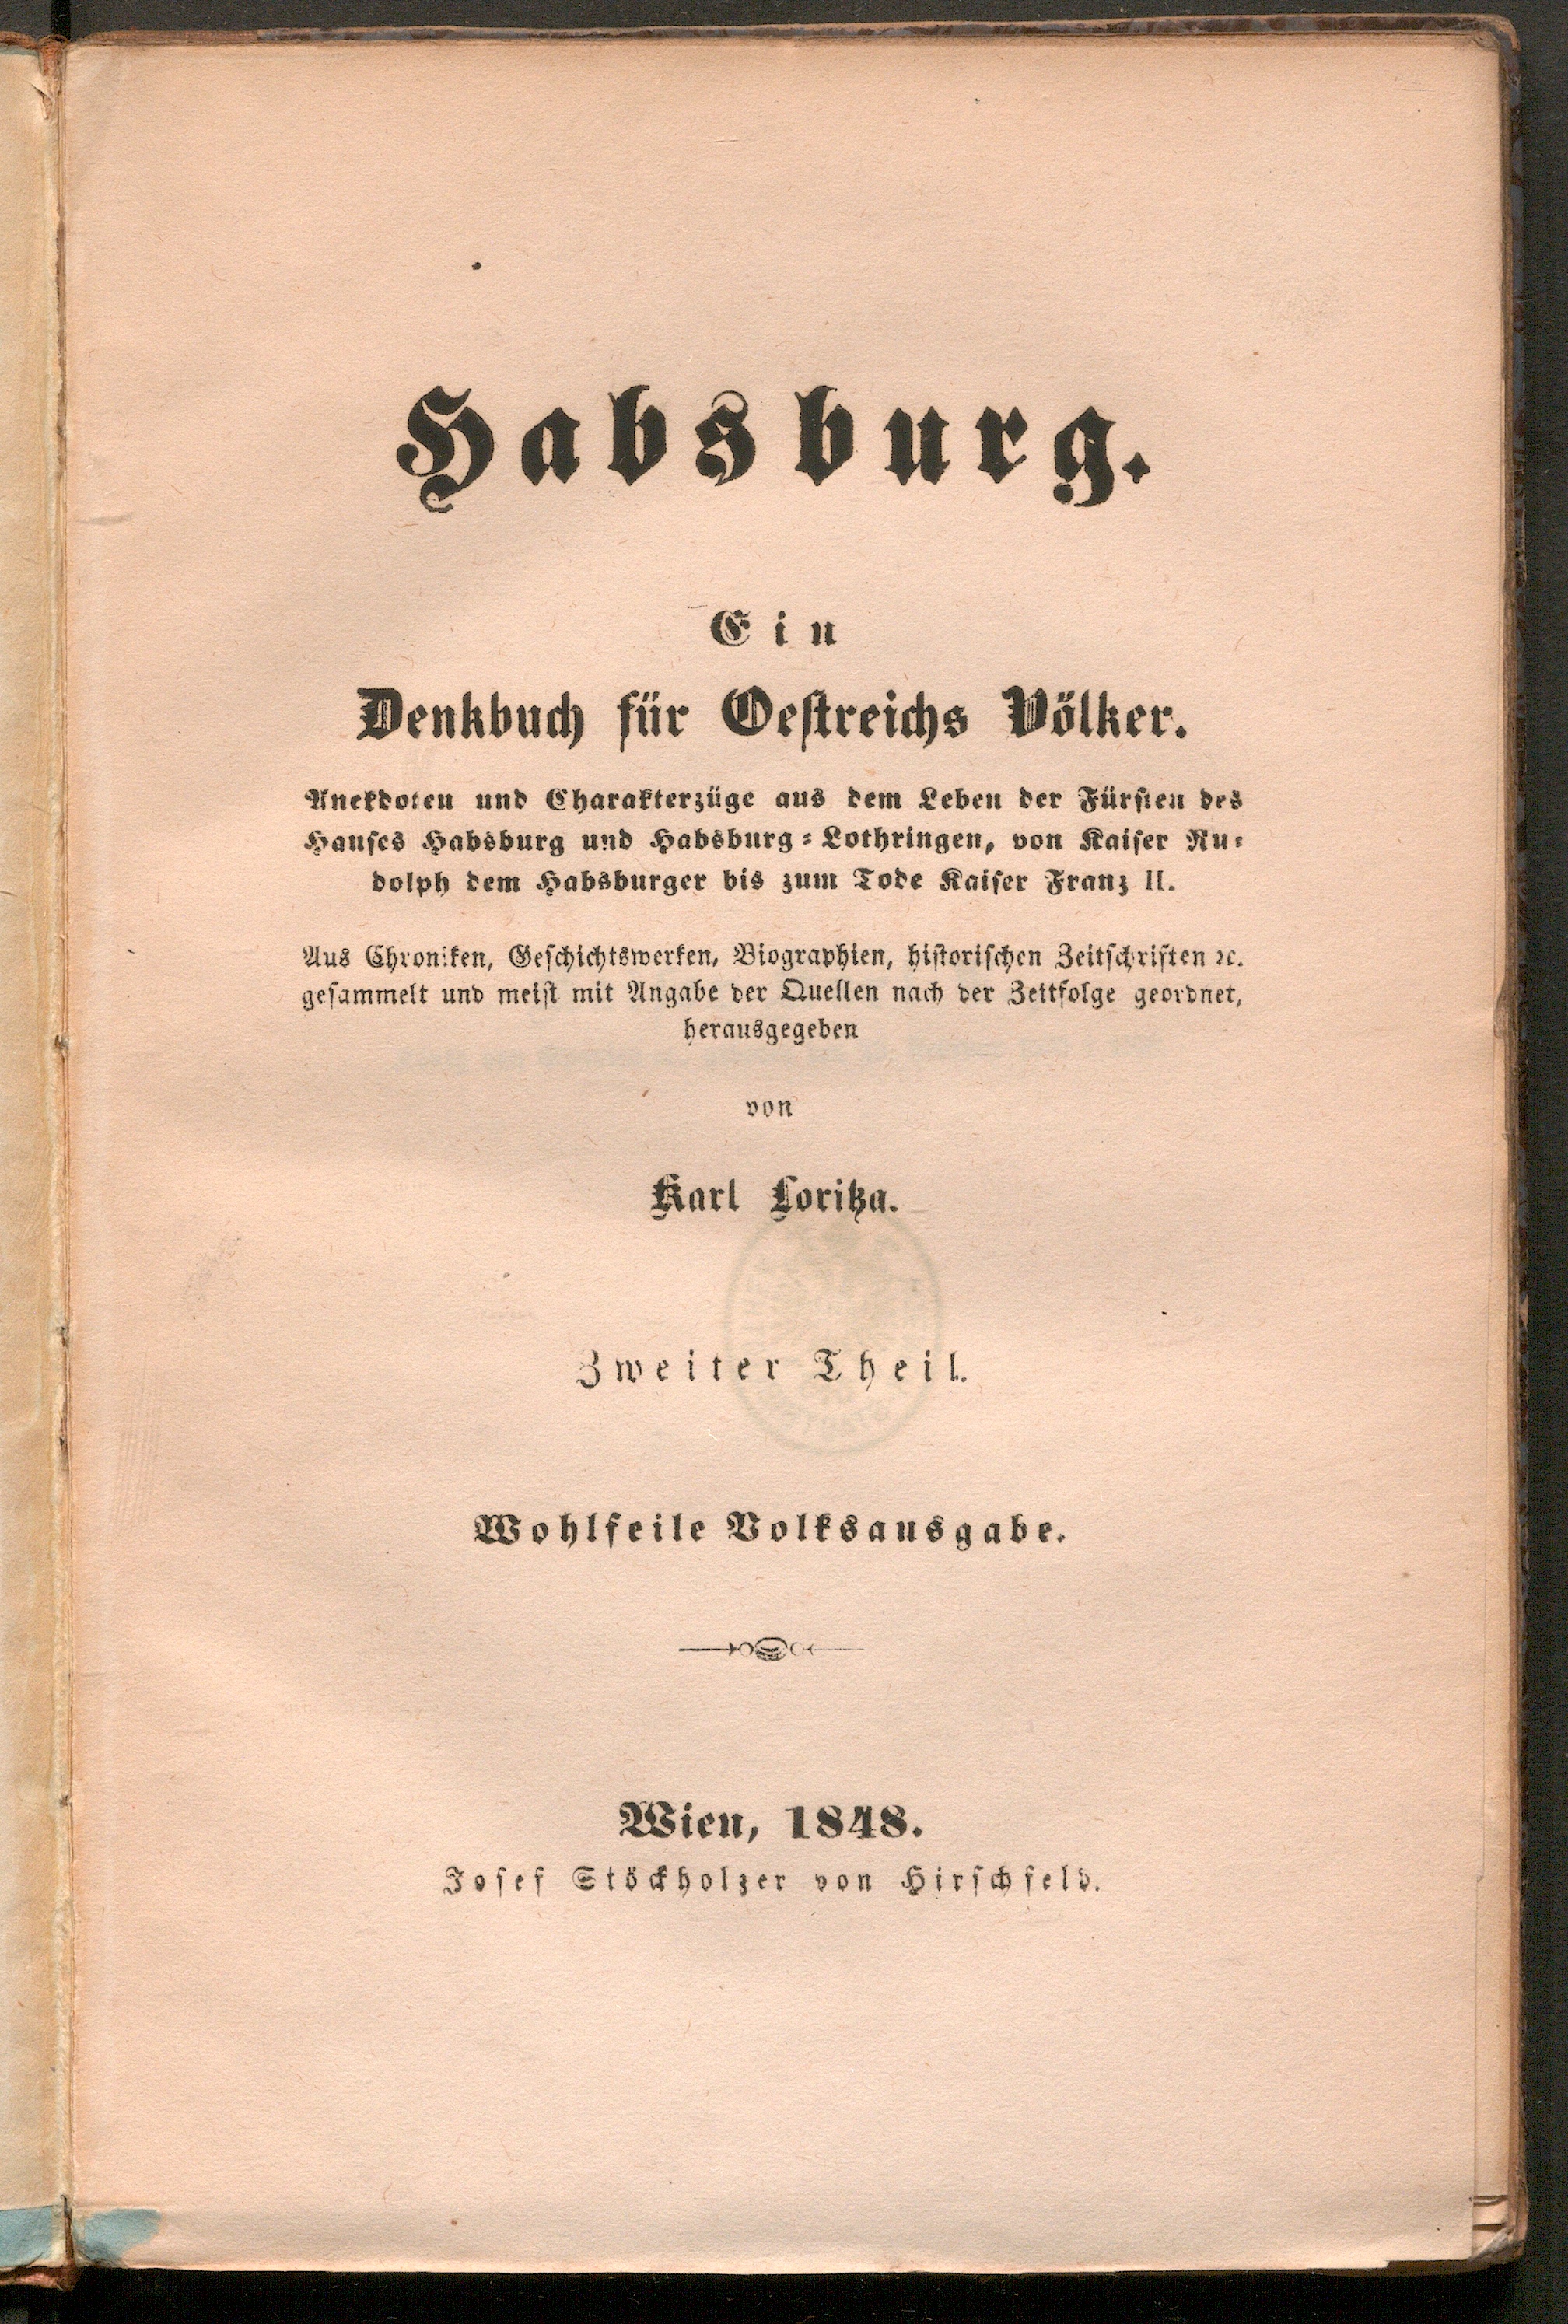 Habsburg.
Ein
Denkbuch für Oestreichs Völker.
Anekdoten und Charakterzüge aus dem Leben der Fürsten des
Hauses Habsburg und Habsburg-Lothringen, von Kaiser Ru-
dolph dem Habsburger bis zum Tode Kaiser Franz II.
Aus Chroniken, Geschichtswerken, Biographien, historischen Zeitschriften ꝛc.
gesammelt und meist mit Angabe der Quellen nach der Zeitfolge geordnet,
herausgegeben
von
Karl Loritza.
Zweiter Theil.
Wohlfeile Volksausgabe.
Wien, 1848.
Josef Stöckholzer von Hirschfeld.